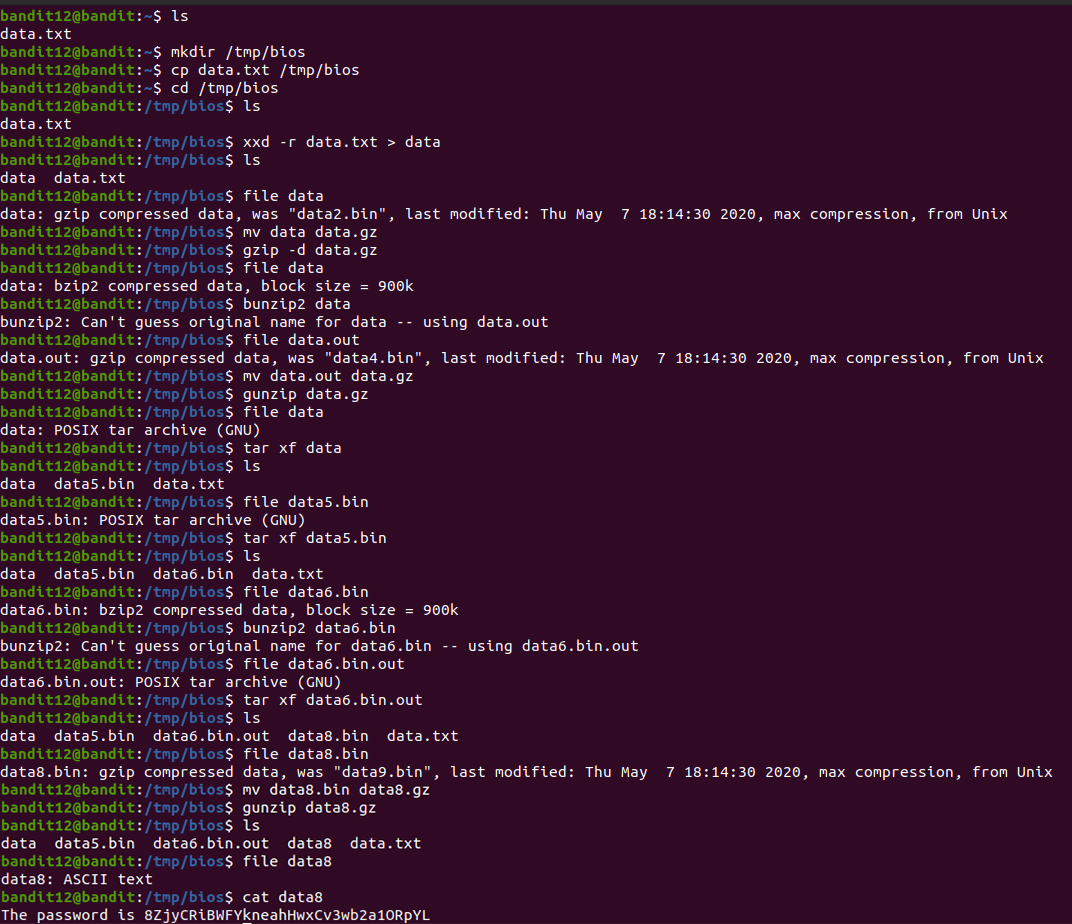 bandit12@bandit:~$ ls
data.txt
bandit12@bandit:~$ mkdir /tmp/bios
bandit12@bandit:~$ cp data.txt /tmp/bios
bandit12@bandit:~$ cd /tmp/bios
bandit12@bandit:/tmp/bios$ ls
data.txt
bandit12@bandit:/tmp/bios$ xxd -r data.txt > data
bandit12@bandit:/tmp/bios$ ls
data  data.txt
bandit12@bandit:/tmp/bios$ file data
data: gzip compressed data, was "data2.bin", last modified: Thu May  7 18:14:30 2020, max compression, from Unix
bandit12@bandit:/tmp/bios$ mv data data.gz
bandit12@bandit:/tmp/bios$ gzip -d data.gz
bandit12@bandit:/tmp/bios$ file data
data: bzip2 compressed data, block size = 900k
bandit12@bandit:/tmp/bios$ bunzip2 data
bunzip2: Can't guess original name for data -- using data.out
bandit12@bandit:/tmp/bios$ file data.out
data.out: gzip compressed data, was "data4.bin", last modified: Thu May  7 18:14:30 2020, max compression, from Unix
bandit12@bandit:/tmp/bios$ mv data.out data.gz
bandit12@bandit:/tmp/bios$ gunzip data.gz
bandit12@bandit:/tmp/bios$ file data
data: POSIX tar archive (GNU)
bandit12@bandit:/tmp/bios$ tar xf data
bandit12@bandit:/tmp/bios$ ls
data  data5.bin  data.txt
bandit12@bandit:/tmp/bios$ file data5.bin
data5.bin: POSIX tar archive (GNU)
bandit12@bandit:/tmp/bios$ tar xf data5.bin
bandit12@bandit:/tmp/bios$ ls
data  data5.bin  data6.bin  data.txt
bandit12@bandit:/tmp/bios$ file data6.bin
data6.bin: bzip2 compressed data, block size = 900k
bandit12@bandit:/tmp/bios$ bunzip2 data6.bin
bunzip2: Can't guess original name for data6.bin -- using data6.bin.out
bandit12@bandit:/tmp/bios$ file data6.bin.out
data6.bin.out: POSIX tar archive (GNU)
bandit12@bandit:/tmp/bios$ tar xf data6.bin.out
bandit12@bandit:/tmp/bios$ ls
data  data5.bin  data6.bin.out  data8.bin  data.txt
bandit12@bandit:/tmp/bios$ file data8.bin
data8.bin: gzip compressed data, was "data9.bin", last modified: Thu May  7 18:14:30 2020, max compression, from Unix
bandit12@bandit:/tmp/bios$ mv data8.bin data8.gz
bandit12@bandit:/tmp/bios$ gunzip data8.gz
bandit12@bandit:/tmp/bios$ ls
data  data5.bin  data6.bin.out  data8  data.txt
bandit12@bandit:/tmp/bios$ file data8
data8: ASCII text
bandit12@bandit:/tmp/bios$ cat data8
The password is 8ZjyCRiBWFYkneahHwxCv3wb2a1ORpYL